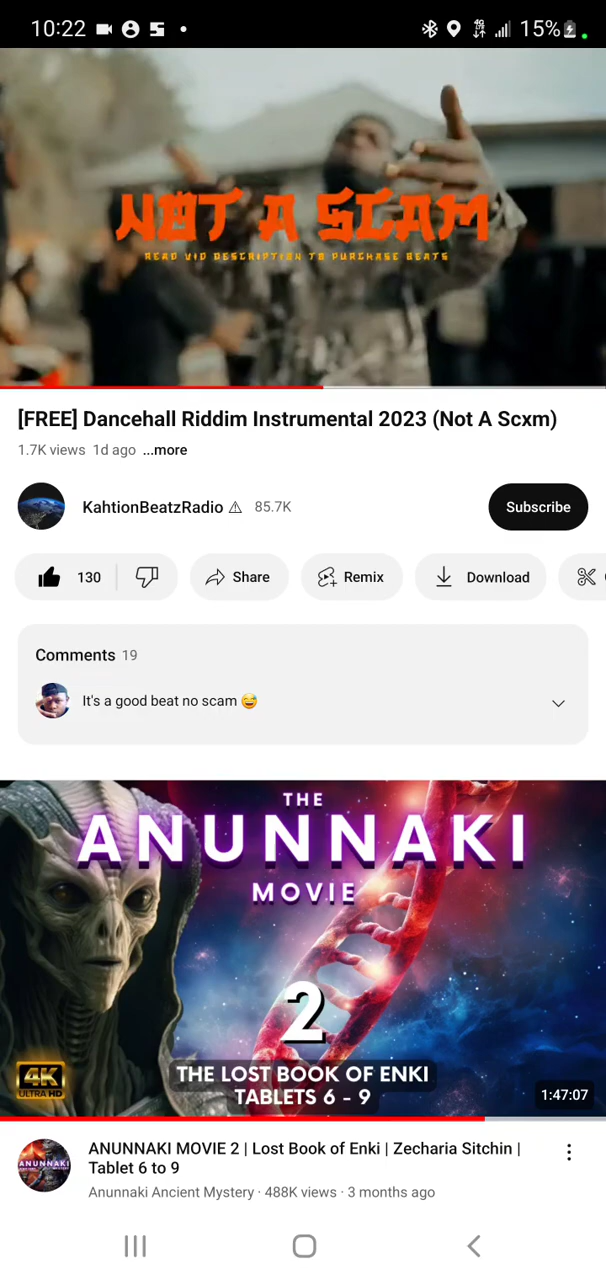 10:22
4G
15%
NOT A SCAM
READ VID DESCRIPTION TO PURCHASE BEATS
[FREE] Dancehall Riddim Instrumental 2023 (Not A Scxm)
1.7K views 1d ago ...more
KahtionBeatzRadio 85.7K
Subscribe
130
Share
Remix
Download
Comments 19
It's a good beat no scam 😅
THE
ANUNNAKI
MOVIE
2
4K
ULTRA HD
THE LOST BOOK OF ENKI
TABLETS 6 - 9
1:47:07
ANUNNAKI
ANUNNAKI MOVIE 2 | Lost Book of Enki | Zecharia Sitchin |
Tablet 6 to 9
Anunnaki Ancient Mystery · 488K views · 3 months ago